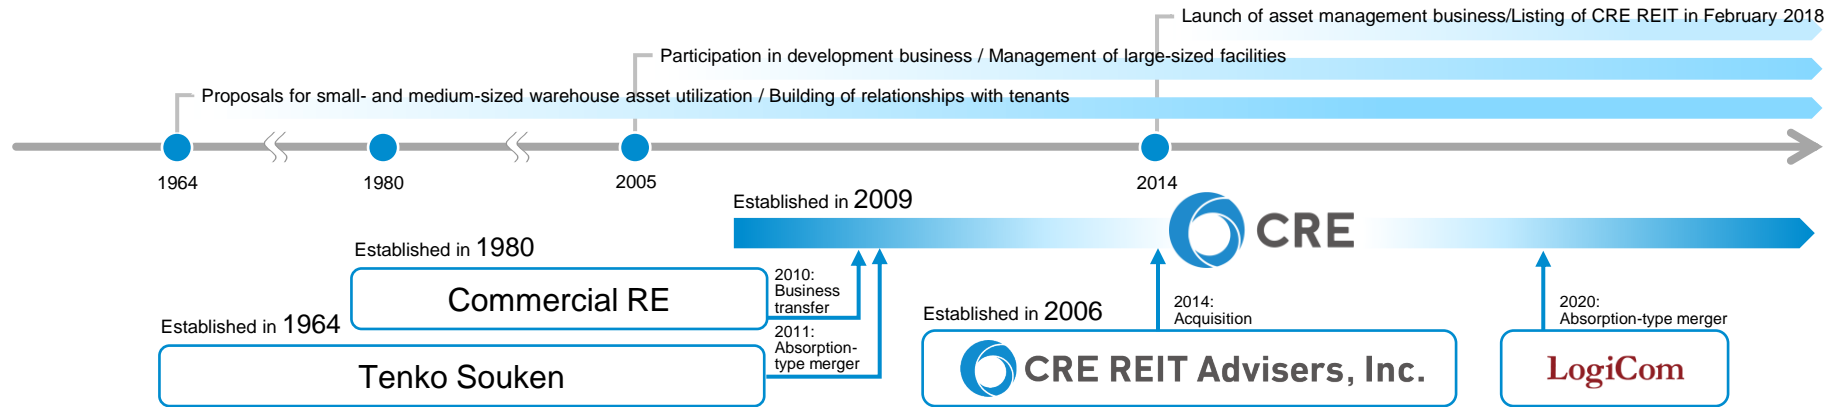 Launch of asset management business/Listing of CRE REIT in February 2018
Participation in development business / Management of large-sized facilities
Proposals for small- and medium-sized warehouse asset utilization / Building of relationships with tenants
1964
1980
2005
2014
Established in 2009
CRE
Established in 1980
Commercial RE
2010:
Business
transfer
Established in 1964
Tenko Souken
2011:
Absorption-
type merger
Established in 2006
2014:
Acquisition
CRE REIT Advisers, Inc.
2020:
Absorption-type merger
LogiCom